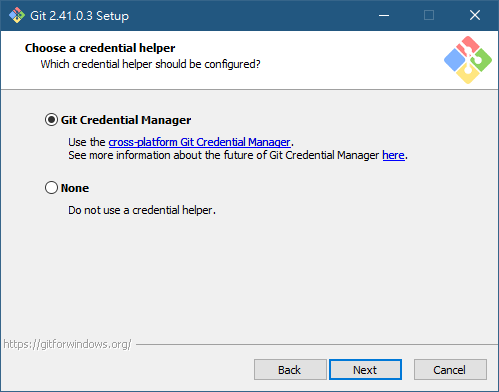 Git 2.41.0.3 Setup
Choose a credential helper
Which credential helper should be configured?
Git Credential Manager
Use the cross-platform Git Credential Manager.
See more information about the future of Git Credential Manager here.
None
Do not use a credential helper.
https://gitforwindows.org/
Back Next Cancel